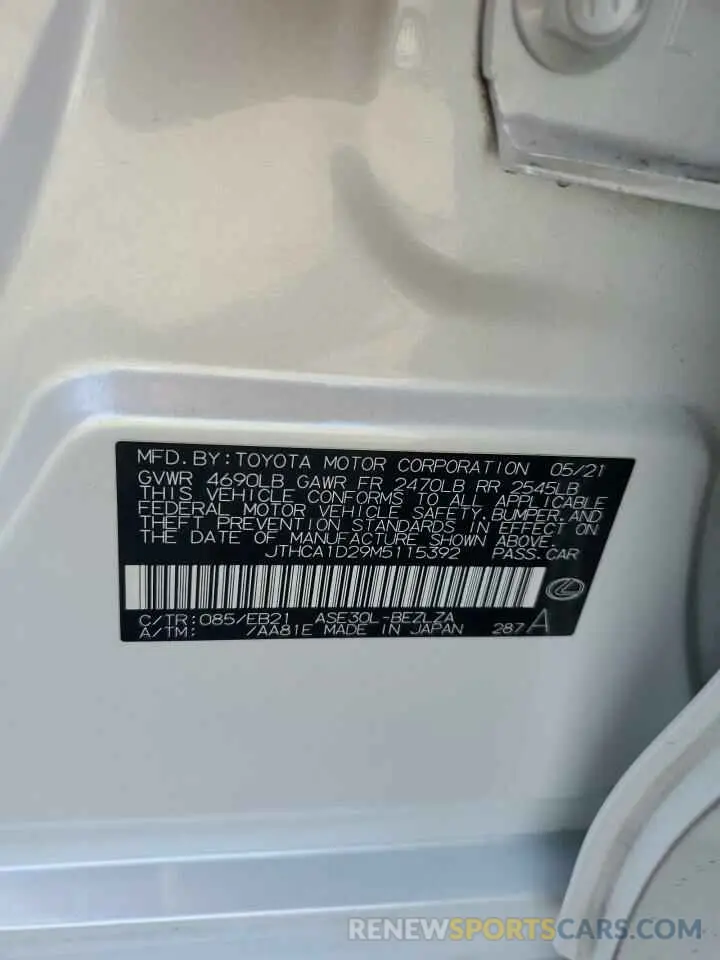 MFD.BY:TOYOTA MOTOR CORPORATION 05/21
GVWR 4690LB GAWR FR 2470LB RR 2545LB
THIS VEHICLE CONFORMS TO ALL APPLICABLE
FEDERAL MOTOR VEHICLE SAFETY,BUMPER,AND
THEFT PREVENTION STANDARDS IN EFFECT ON
THE DATE OF MANUFACTURE SHOWN ABOVE.
JTHCA1D29M5115392 PASS.CAR
C/TR:085/EB21 ASE30L-BEZLZA
A/TM: /AA81E MADE IN JAPAN 287 A
RENEWSPORTSCARS.COM